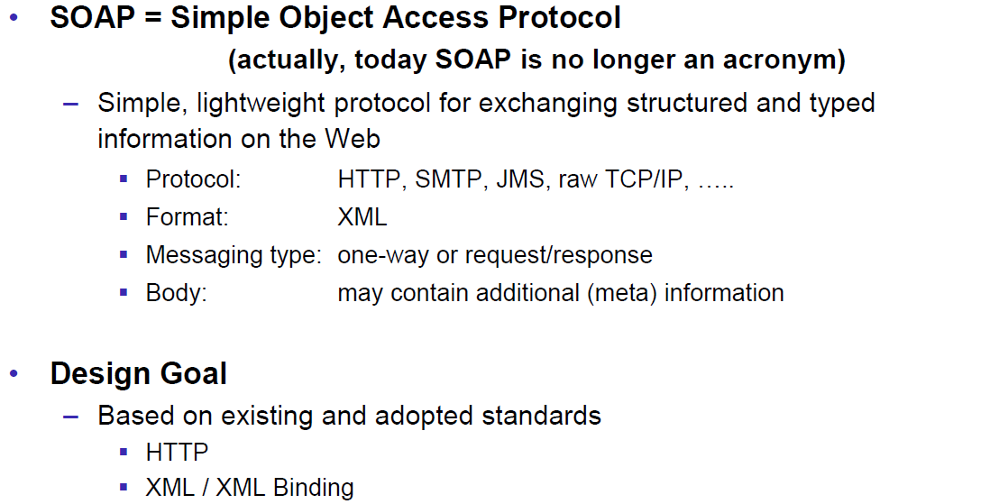 • SOAP = Simple Object Access Protocol
(actually, today SOAP is no longer an acronym)
– Simple, lightweight protocol for exchanging structured and typed
information on the Web
▪ Protocol: HTTP, SMTP, JMS, raw TCP/IP, …..
▪ Format: XML
▪ Messaging type: one-way or request/response
▪ Body: may contain additional (meta) information
• Design Goal
– Based on existing and adopted standards
▪ HTTP
▪ XML / XML Binding